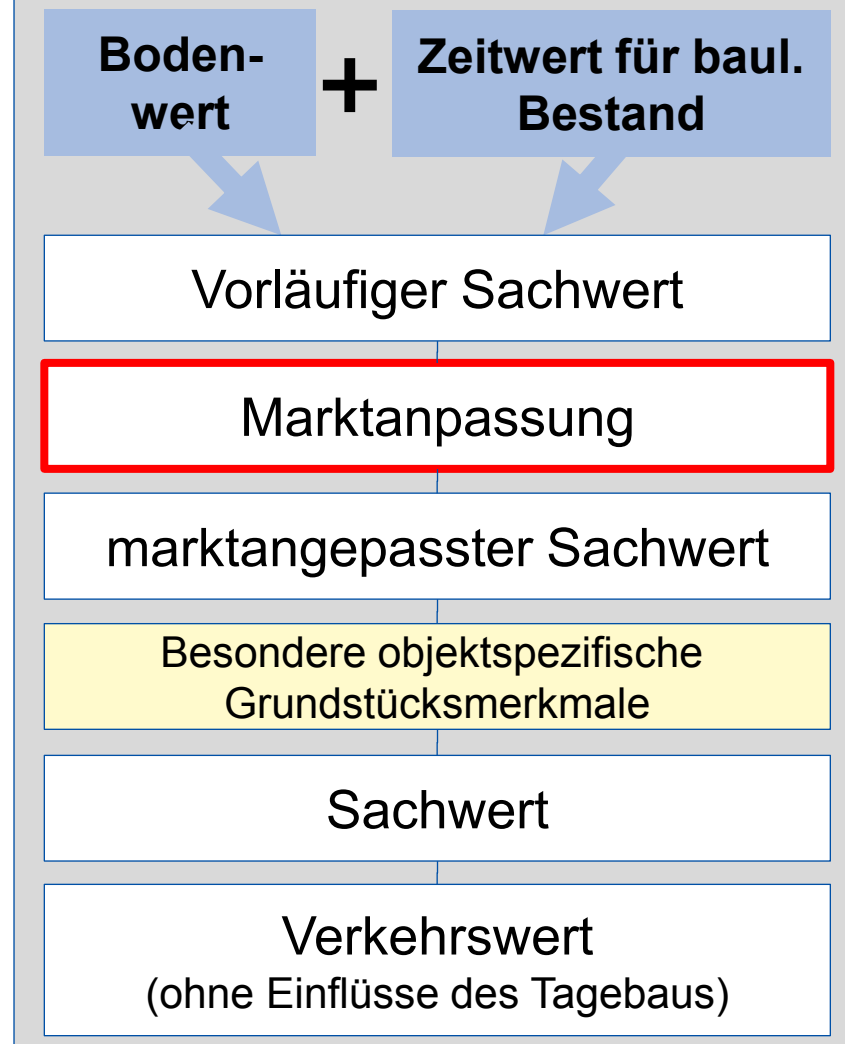 Boden-
wert
+
Zeitwert für baul.
Bestand
Vorläufiger Sachwert
Marktanpassung
marktangepasster Sachwert
Besondere objektspezifische
Grundstücksmerkmale
Sachwert
Verkehrswert
(ohne Einflüsse des Tagebaus)